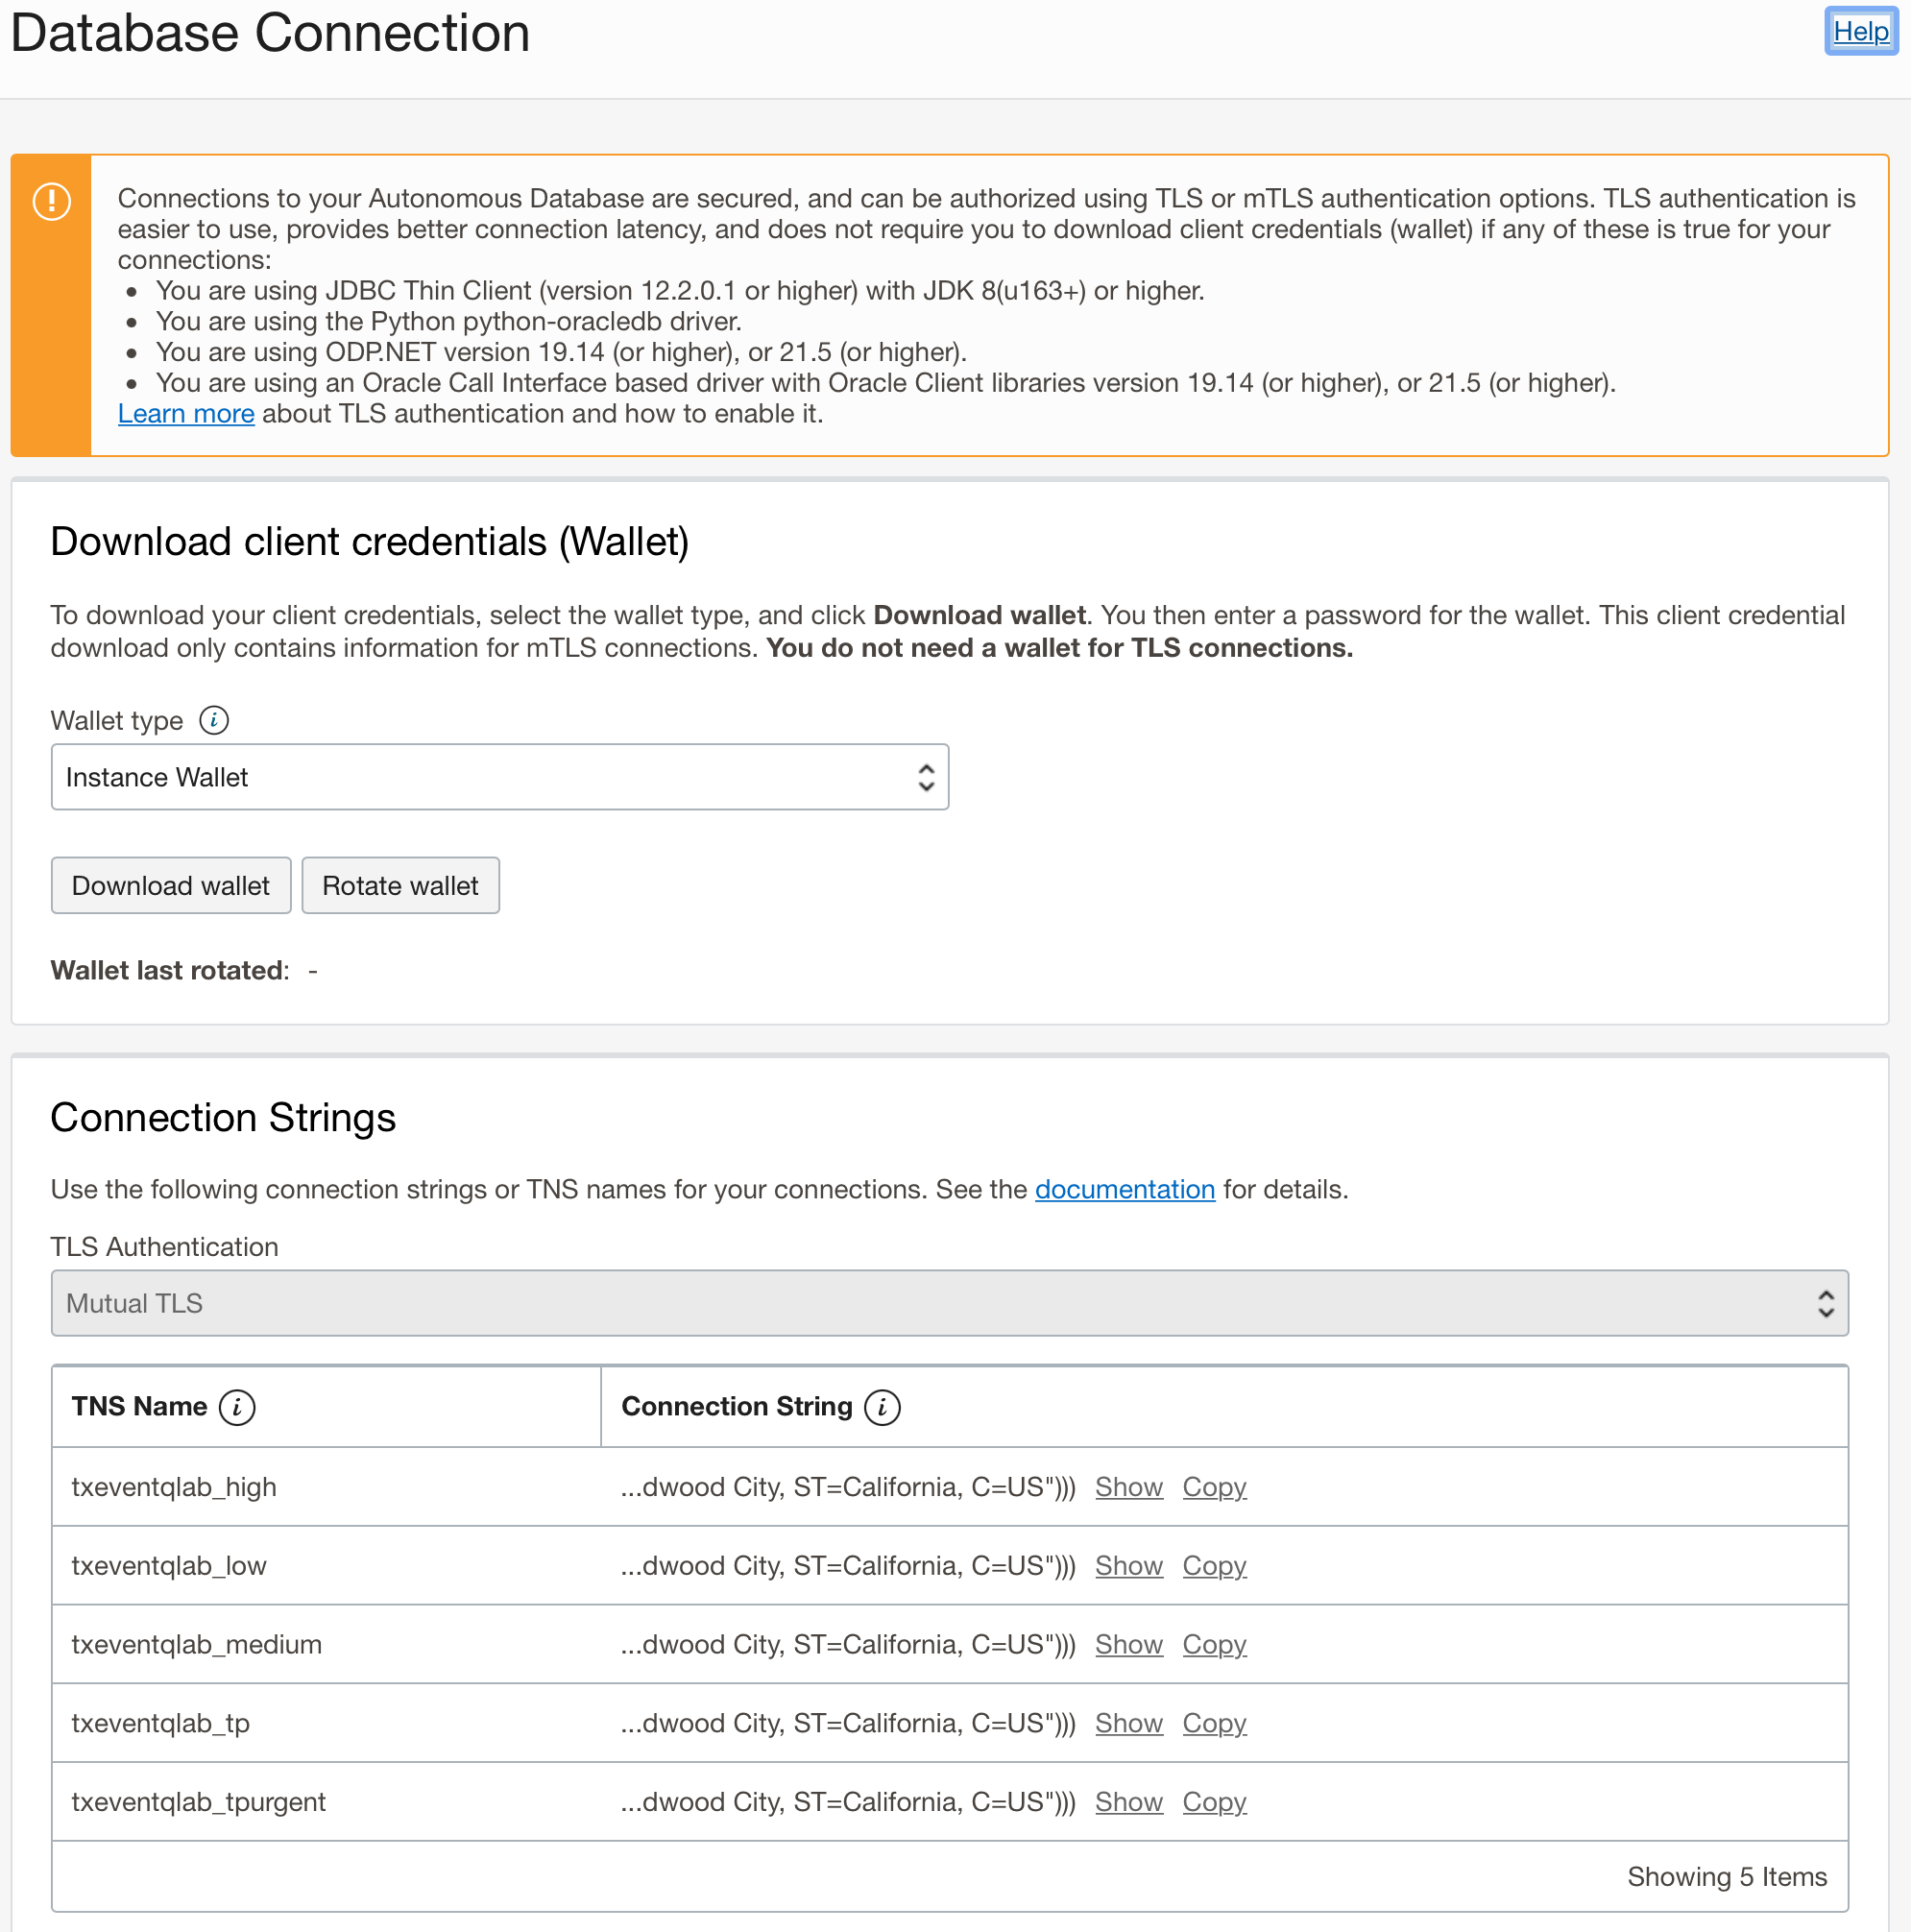 Database Connection
Help
Connections to your Autonomous Database are secured, and can be authorized using TLS or mTLS authentication options. TLS authentication is
easier to use, provides better connection latency, and does not require you to download client credentials (wallet) if any of these is true for your
connections:
• You are using JDBC Thin Client (version 12.2.0.1 or higher) with JDK 8(u163+) or higher.
• You are using the Python python-oracledb driver.
• You are using ODP.NET version 19.14 (or higher), or 21.5 (or higher).
• You are using an Oracle Call Interface based driver with Oracle Client libraries version 19.14 (or higher), or 21.5 (or higher).
Learn more about TLS authentication and how to enable it.
Download client credentials (Wallet)
To download your client credentials, select the wallet type, and click Download wallet. You then enter a password for the wallet. This client credential
download only contains information for mTLS connections. You do not need a wallet for TLS connections.
Wallet type i
Instance Wallet
Download wallet Rotate wallet
Wallet last rotated: -
Connection Strings
Use the following connection strings or TNS names for your connections. See the documentation for details.
TLS Authentication
Mutual TLS
TNS Name i Connection String i
txeventqlab_high ...dwood City, ST=California, C=US"))) Show Copy
txeventqlab_low ...dwood City, ST=California, C=US"))) Show Copy
txeventqlab_medium ...dwood City, ST=California, C=US"))) Show Copy
txeventqlab_tp ...dwood City, ST=California, C=US"))) Show Copy
txeventqlab_tpurgent ...dwood City, ST=California, C=US"))) Show Copy
Showing 5 Items